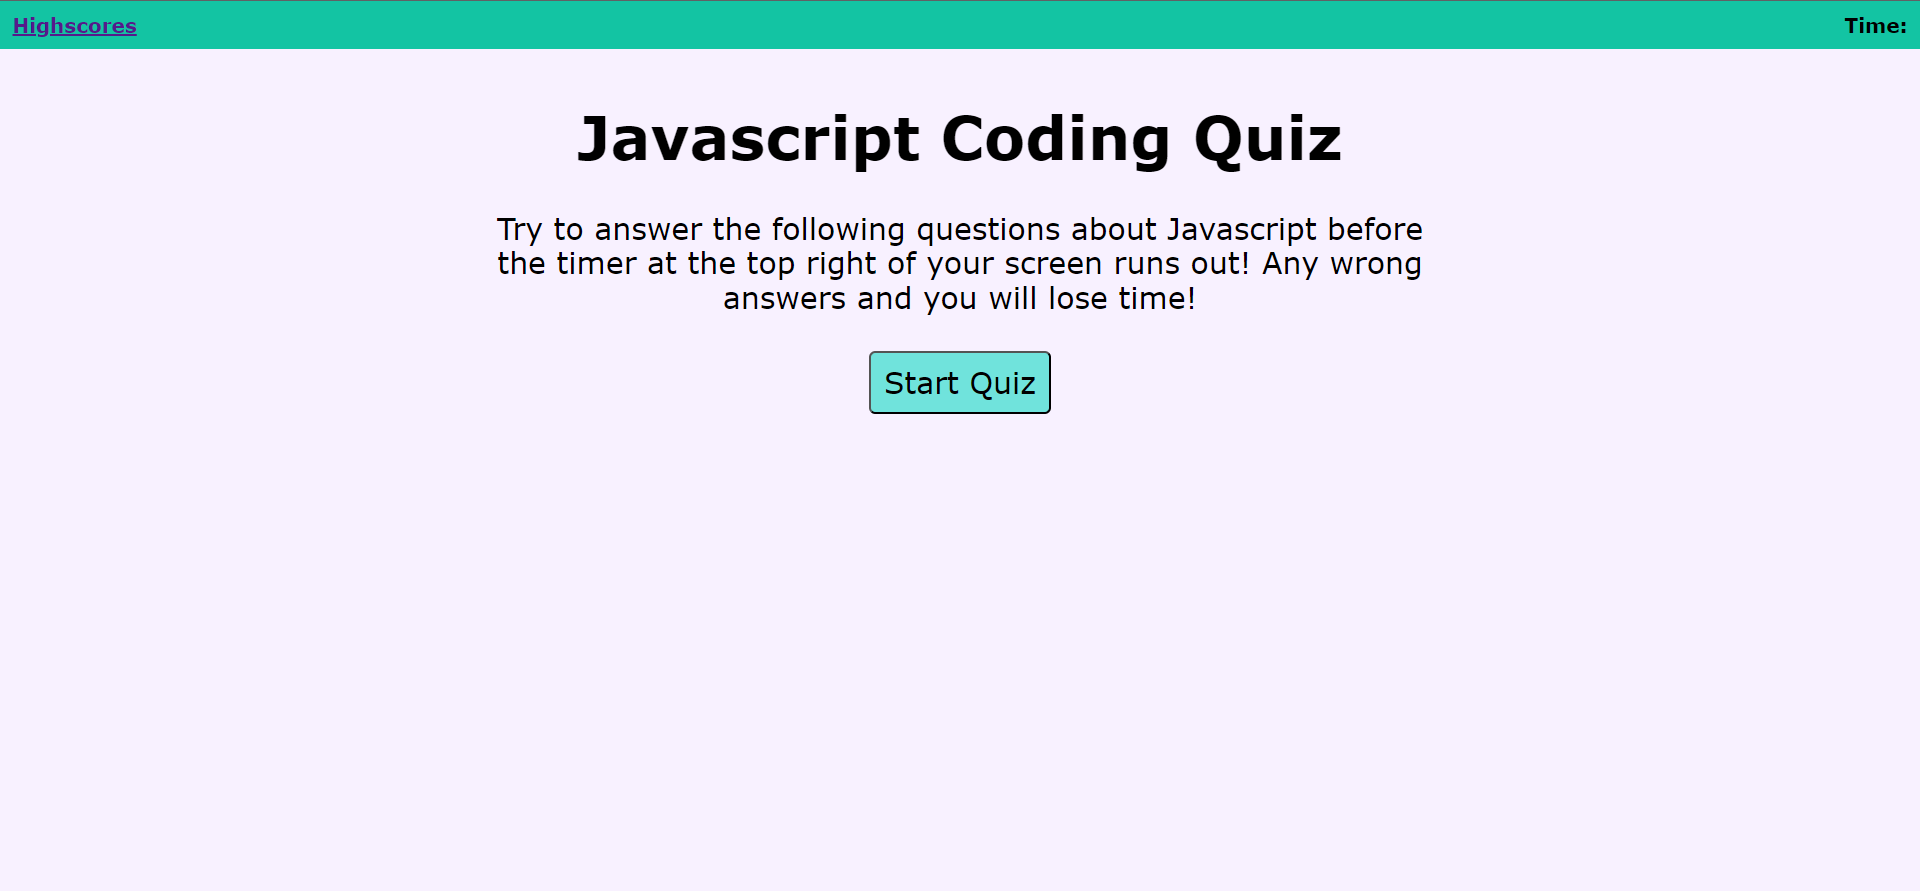 Highscores
Time:
Javascript Coding Quiz
Try to answer the following questions about Javascript before
the timer at the top right of your screen runs out! Any wrong
answers and you will lose time!
Start Quiz